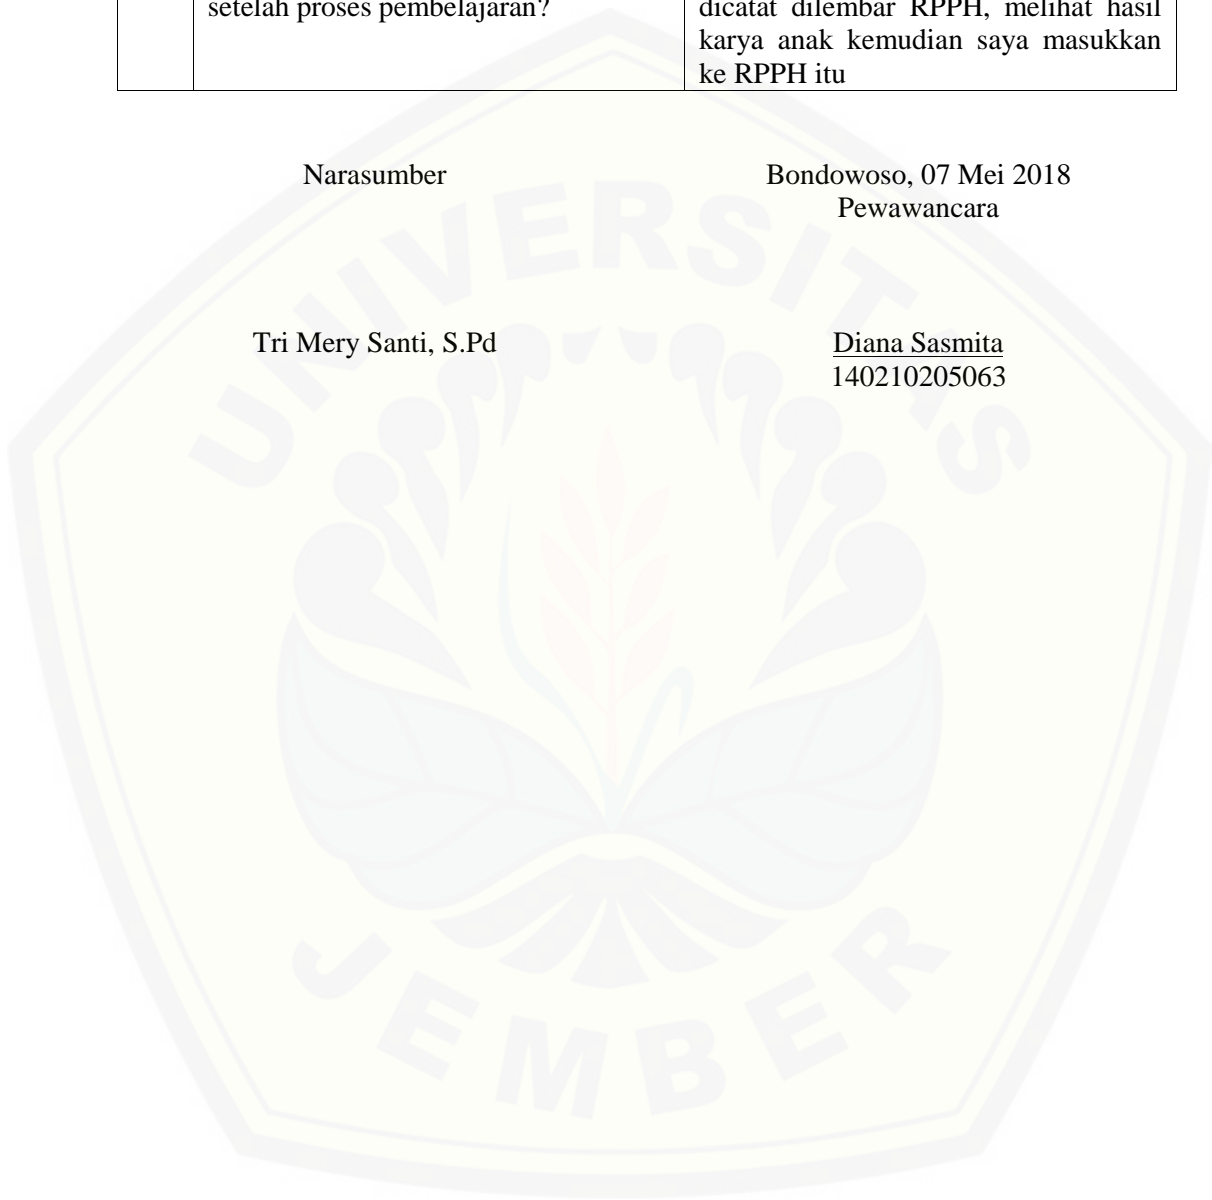 setelah proses pembelajaran?
dicatat dilembar RPPH, melihat hasil
karya anak kemudian saya masukkan
ke RPPH itu
Narasumber
Bondowoso, 07 Mei 2018
Pewawancara
Tri Mery Santi, S.Pd
Diana Sasmita
140210205063
UNIVERSITAS
JEMBER